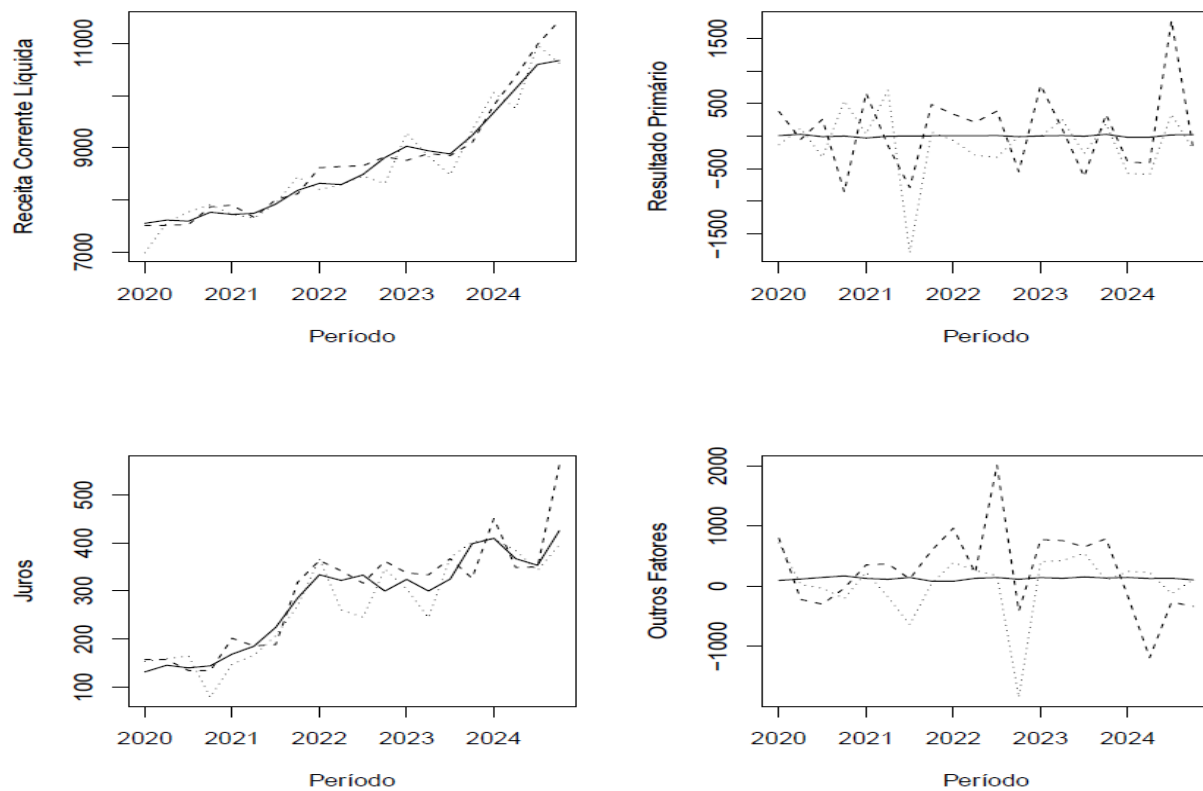 Receita Corrente Líquida
11000
9000
7000
2020 2021 2022 2023 2024
Período
Resultado Primário
1500
500
−500
−1500
2020 2021 2022 2023 2024
Período
Juros
500
400
300
200
100
2020 2021 2022 2023 2024
Período
Outros Fatores
2000
1000
0
−1000
2020 2021 2022 2023 2024
Período